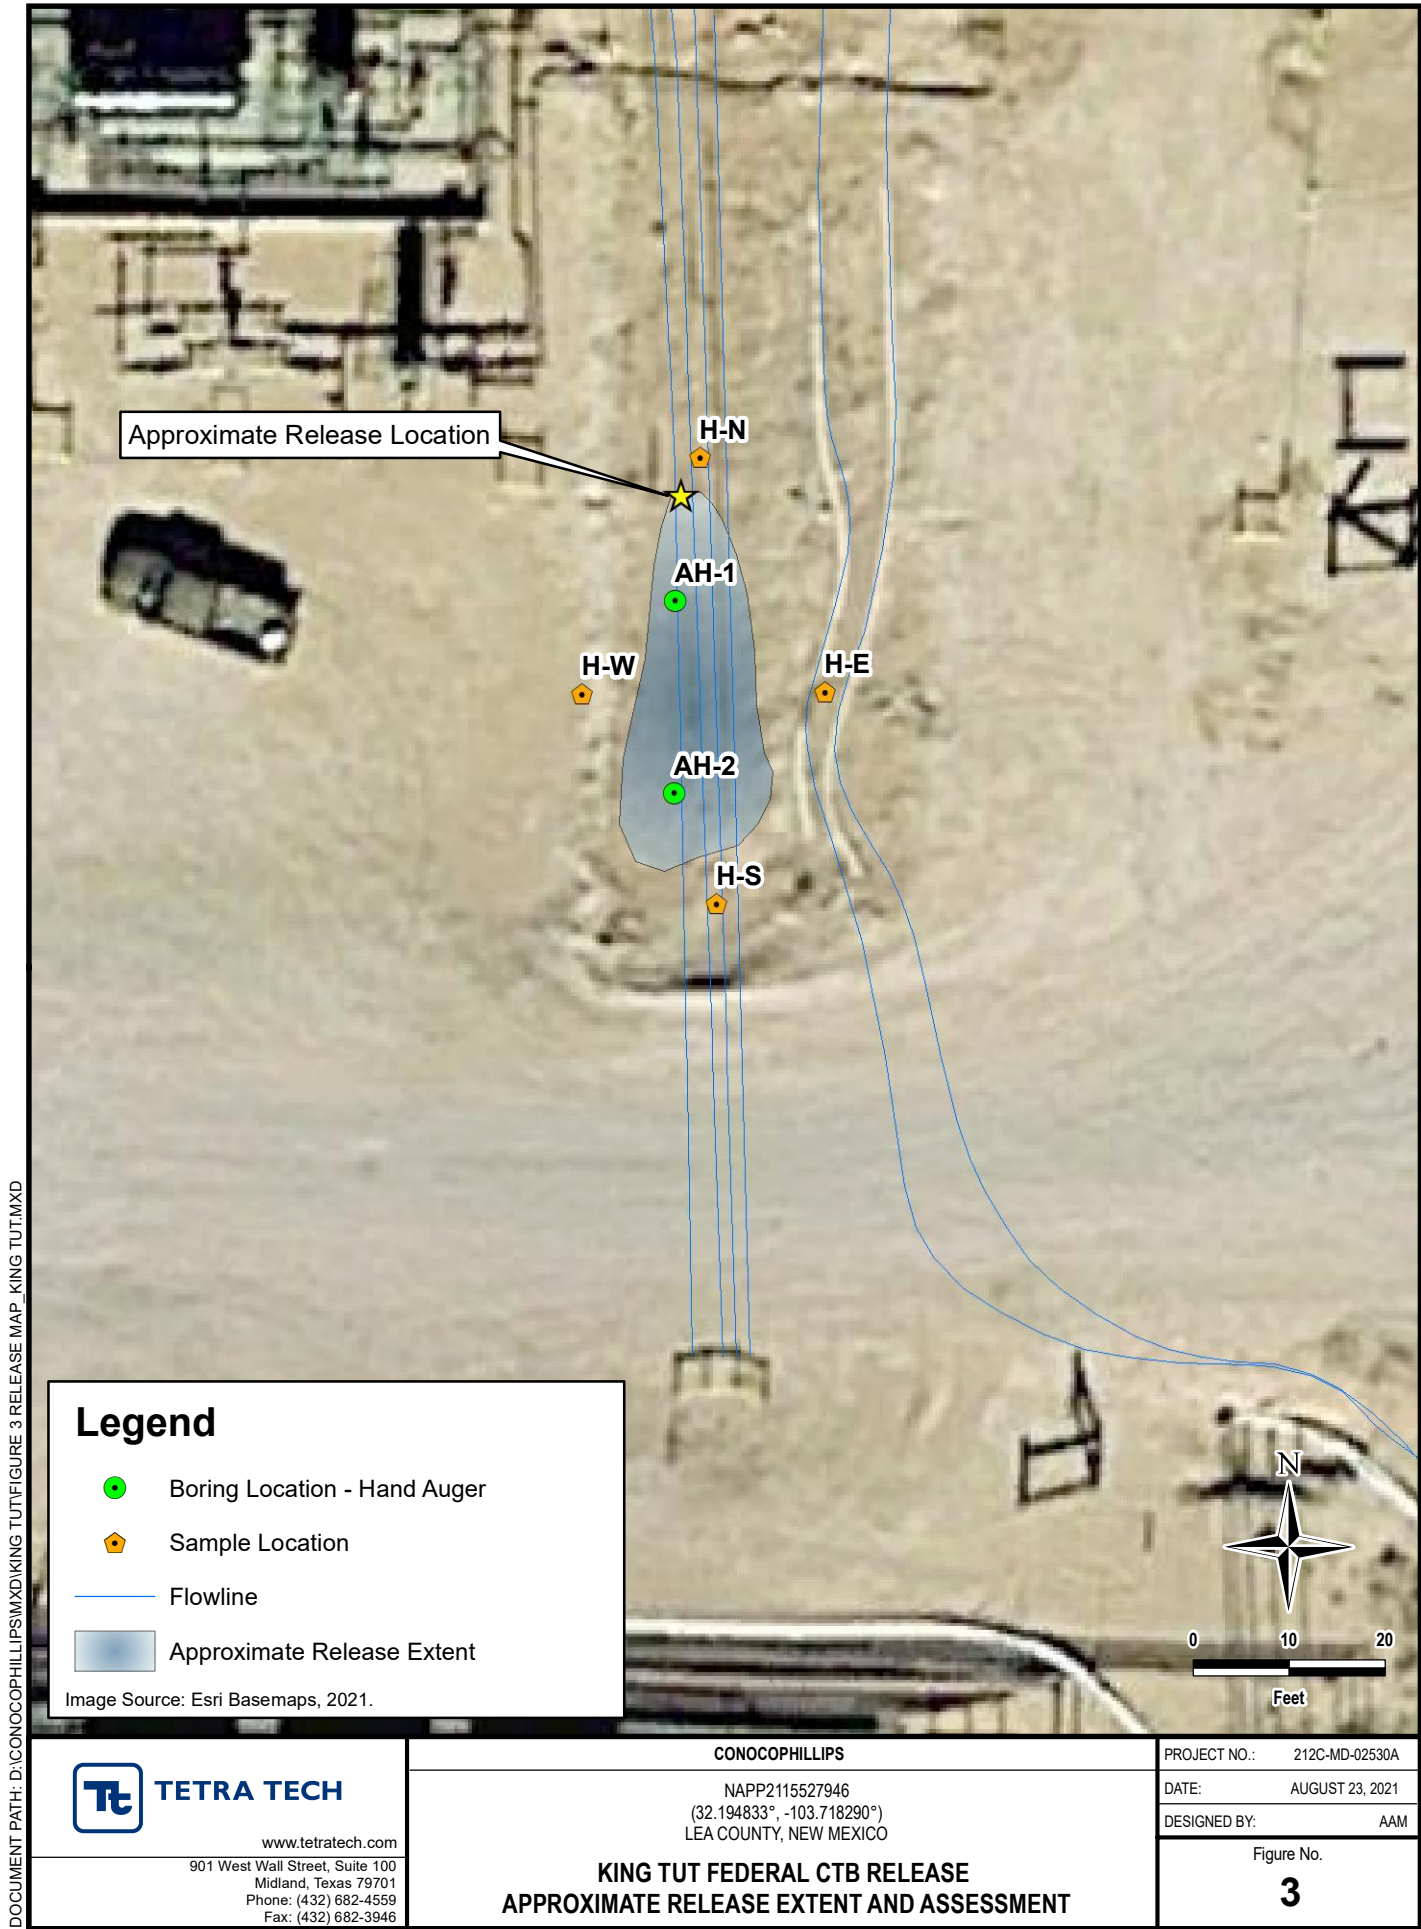 Approximate Release Location
H-N
AH-1
H-W
H-E
AH-2
H-S
Legend
Boring Location - Hand Auger
Sample Location
Flowline
Approximate Release Extent
Image Source: Esri Basemaps, 2021.
N
0 10 20
Feet
DOCUMENT PATH: D:\CONOCOPHILLIPS\MXD\KING TUT\FIGURE 3 RELEASE MAP_KING TUT.MXD
Tt TETRA TECH
www.tetratech.com
901 West Wall Street, Suite 100
Midland, Texas 79701
Phone: (432) 682-4559
Fax: (432) 682-3946
CONOCOPHILLIPS
NAPP2115527946
(32.194833°, -103.718290°)
LEA COUNTY, NEW MEXICO
KING TUT FEDERAL CTB RELEASE
APPROXIMATE RELEASE EXTENT AND ASSESSMENT
PROJECT NO.: 212C-MD-02530A
DATE: AUGUST 23, 2021
DESIGNED BY: AAM
Figure No.
3